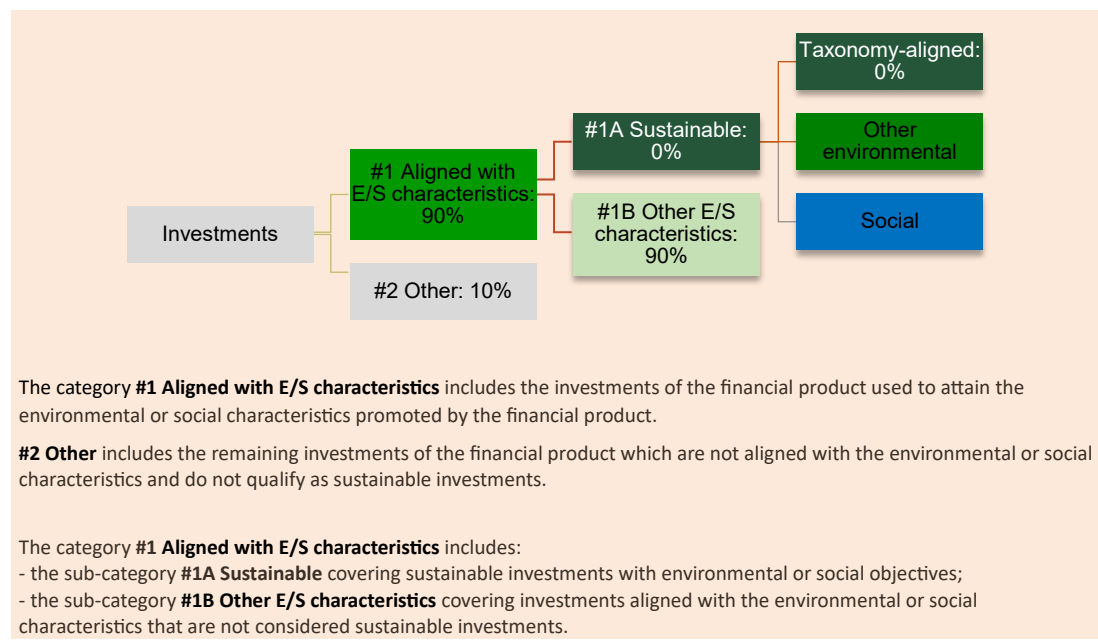 Taxonomy-aligned:
0%
#1A Sustainable:
0%
Other
environmental
#1 Aligned with
E/S characteristics:
90%
#1B Other E/S
characteristics:
90%
Social
Investments
#2 Other: 10%
The category #1 Aligned with E/S characteristics includes the investments of the financial product used to attain the
environmental or social characteristics promoted by the financial product.
#2 Other includes the remaining investments of the financial product which are not aligned with the environmental or social
characteristics and do not qualify as sustainable investments.
The category #1 Aligned with E/S characteristics includes:
- the sub-category #1A Sustainable covering sustainable investments with environmental or social objectives;
- the sub-category #1B Other E/S characteristics covering investments aligned with the environmental or social
characteristics that are not considered sustainable investments.